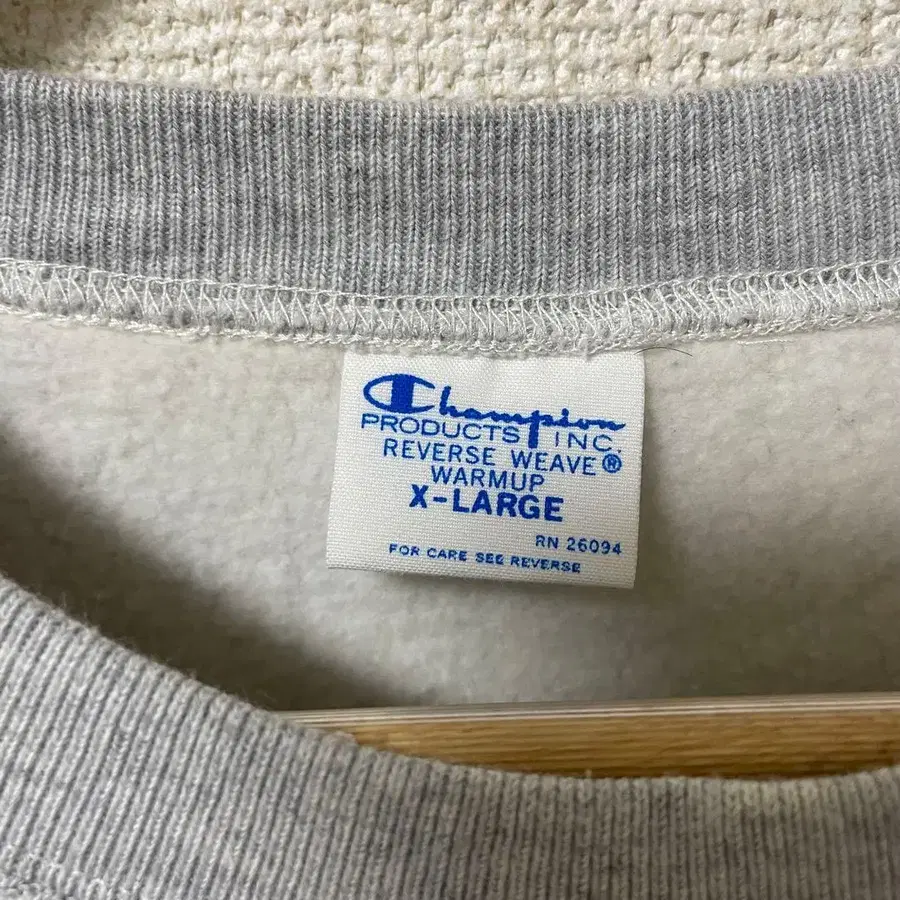 Champion
PRODUCTS INC.
REVERSE WEAVE®
WARMUP
X-LARGE
RN 26094
FOR CARE SEE REVERSE